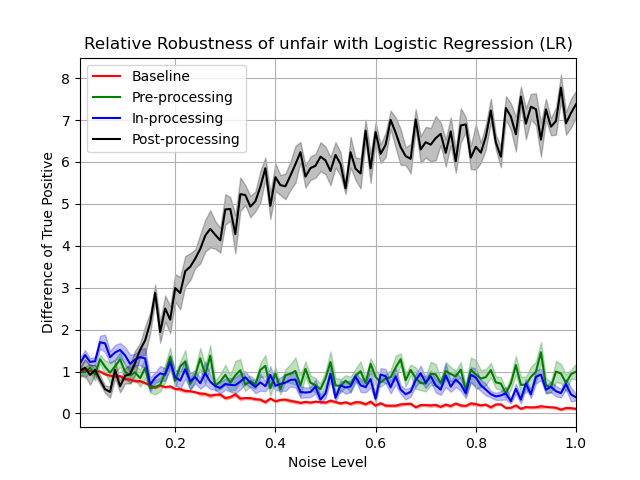 Relative Robustness of unfair with Logistic Regression (LR)
Baseline
Pre-processing
In-processing
Post-processing
Difference of True Positive
8
7
6
5
4
3
2
1
0
0.2
0.4
0.6
0.8
1.0
Noise Level